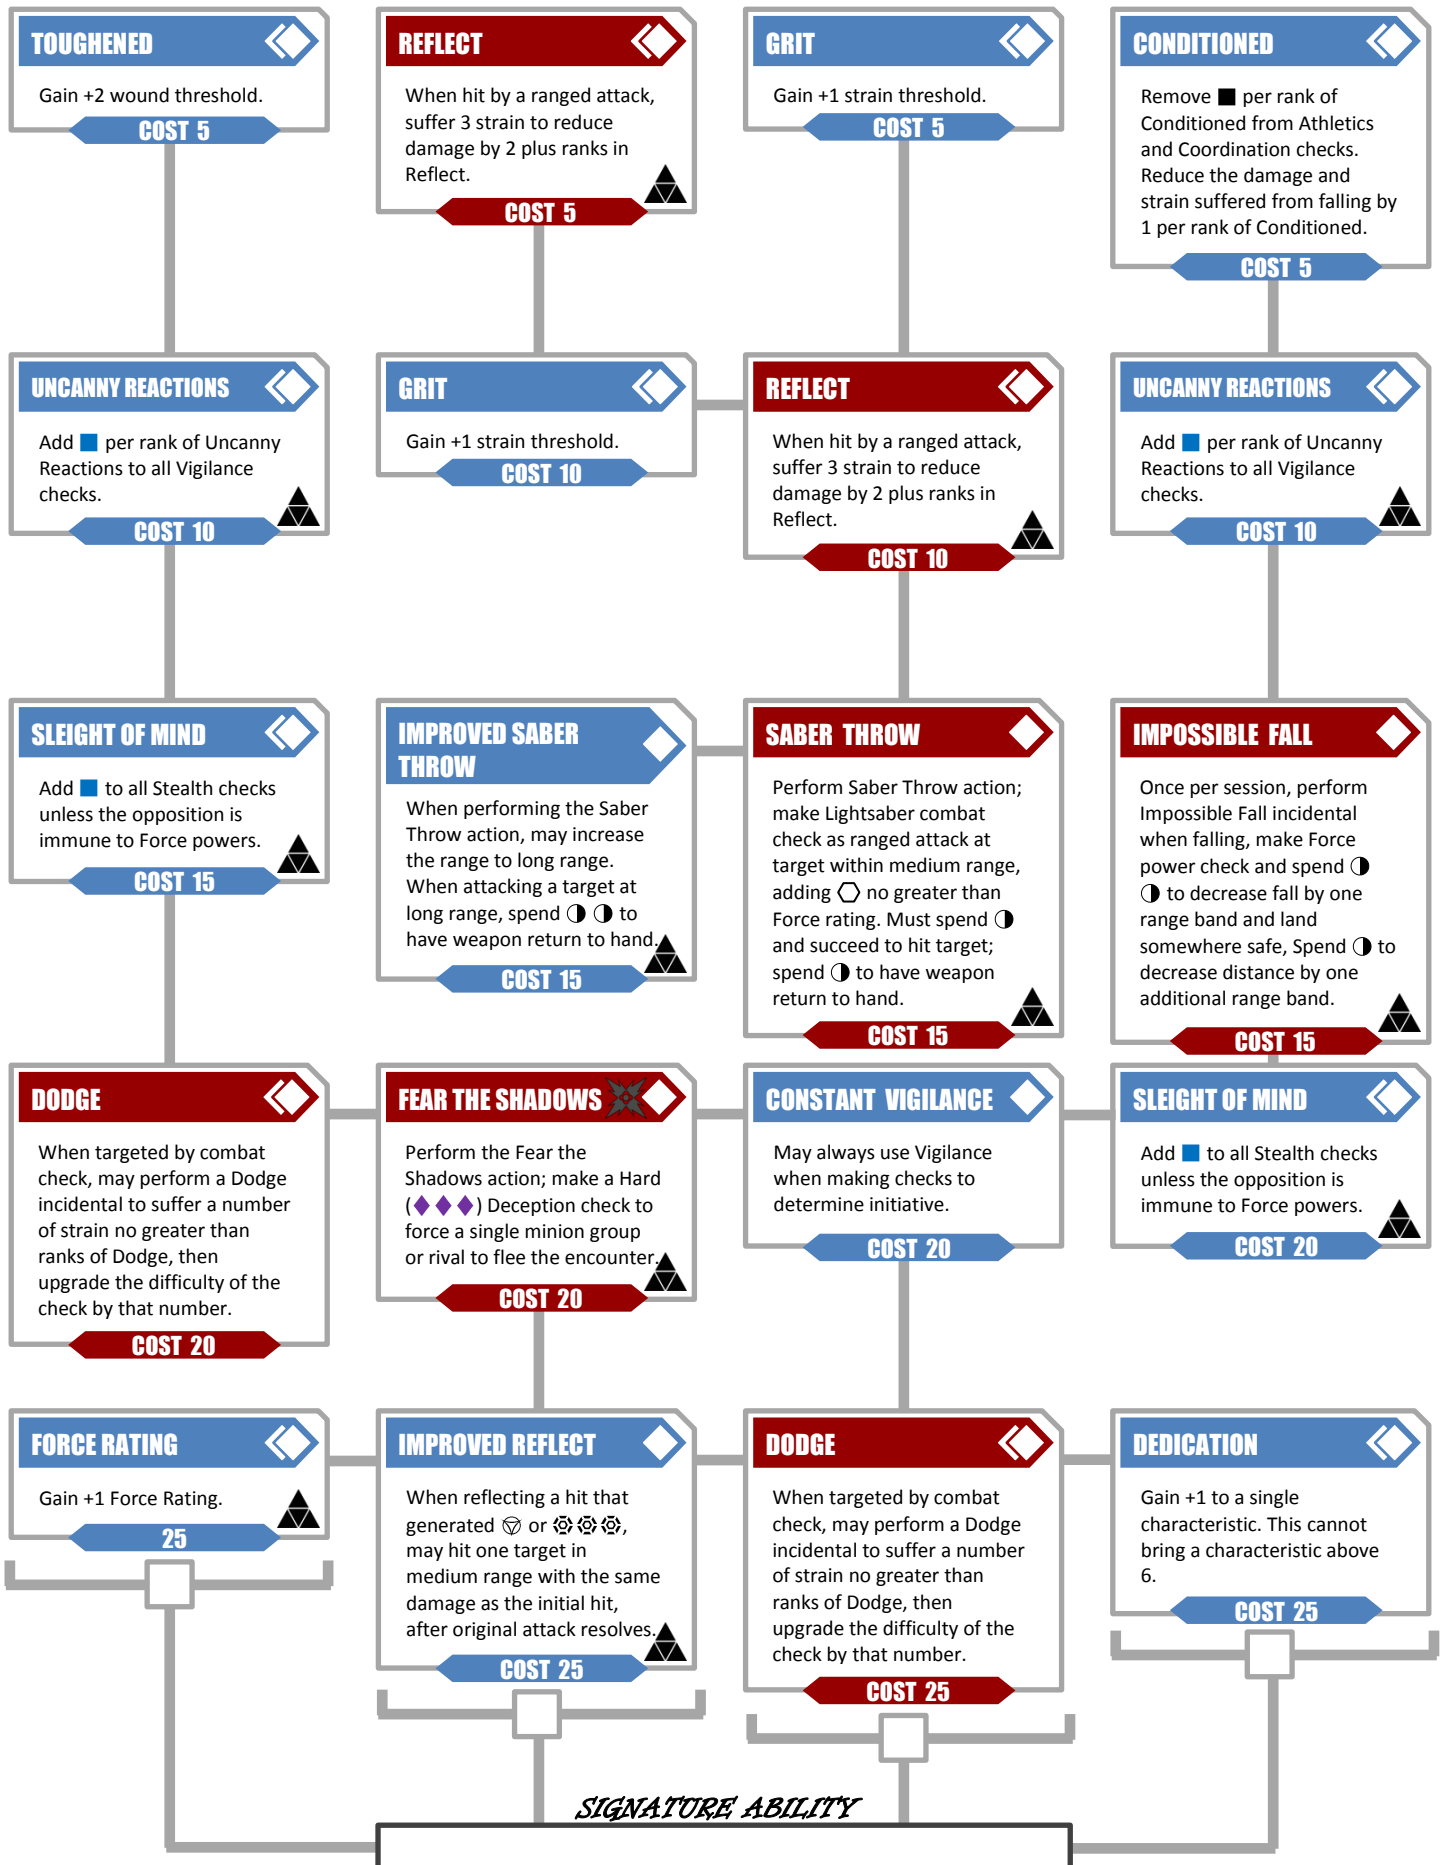 TOUGHENED
Gain +2 wound threshold.
COST 5
REFLECT
When hit by a ranged attack,
suffer 3 strain to reduce
damage by 2 plus ranks in
Reflect.
COST 5
GRIT
Gain +1 strain threshold.
COST 5
CONDITIONED
Remove ■ per rank of
Conditioned from Athletics
and Coordination checks.
Reduce the damage and
strain suffered from falling by
1 per rank of Conditioned.
COST 5
UNCANNY REACTIONS
Add ■ per rank of Uncanny
Reactions to all Vigilance
checks.
COST 10
GRIT
Gain +1 strain threshold.
COST 10
REFLECT
When hit by a ranged attack,
suffer 3 strain to reduce
damage by 2 plus ranks in
Reflect.
COST 10
UNCANNY REACTIONS
Add ■ per rank of Uncanny
Reactions to all Vigilance
checks.
COST 10
SLEIGHT OF MIND
Add ■ to all Stealth checks
unless the opposition is
immune to Force powers.
COST 15
IMPROVED SABER
THROW
When performing the Saber
Throw action, may increase
the range to long range.
When attacking a target at
long range, spend ◑ ◑ to
have weapon return to hand.
COST 15
SABER THROW
Perform Saber Throw action;
make Lightsaber combat
check as ranged attack at
target within medium range,
adding ⬡ no greater than
Force rating. Must spend ◑
and succeed to hit target;
spend ◑ to have weapon
return to hand.
COST 15
IMPOSSIBLE FALL
Once per session, perform
Impossible Fall incidental
when falling, make Force
power check and spend ◑
◑ to decrease fall by one
range band and land
somewhere safe, Spend ◑ to
decrease distance by one
additional range band.
COST 15
DODGE
When targeted by combat
check, may perform a Dodge
incidental to suffer a number
of strain no greater than
ranks of Dodge, then
upgrade the difficulty of the
check by that number.
COST 20
FEAR THE SHADOWS
Perform the Fear the
Shadows action; make a Hard
(◆ ◆ ◆) Deception check to
force a single minion group
or rival to flee the encounter.
COST 20
CONSTANT VIGILANCE
May always use Vigilance
when making checks to
determine initiative.
COST 20
SLEIGHT OF MIND
Add ■ to all Stealth checks
unless the opposition is
immune to Force powers.
COST 20
FORCE RATING
Gain +1 Force Rating.
25
IMPROVED REFLECT
When reflecting a hit that
generated or ,
may hit one target in
medium range with the same
damage as the initial hit,
after original attack resolves.
COST 25
DODGE
When targeted by combat
check, may perform a Dodge
incidental to suffer a number
of strain no greater than
ranks of Dodge, then
upgrade the difficulty of the
check by that number.
COST 25
DEDICATION
Gain +1 to a single
characteristic. This cannot
bring a characteristic above
6.
COST 25
SIGNATURE ABILITY